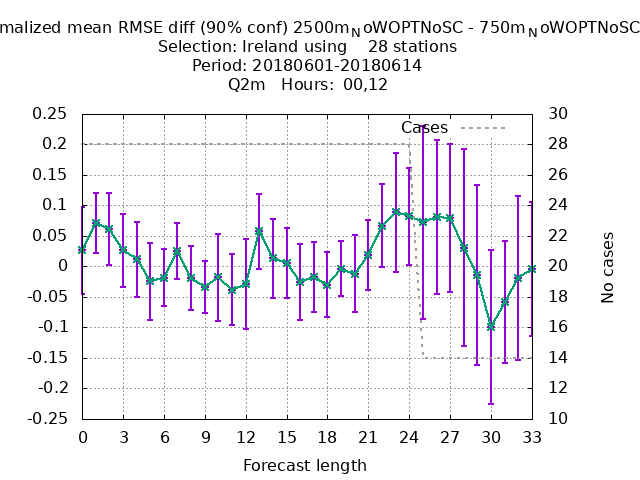 malized mean RMSE diff (90% conf) 2500mNoWOPTNoSC - 750mNoWOPTNoSC
Selection: Ireland using    28 stations
Period: 20180601-20180614
Q2m   Hours:  00,12
Cases
0.25
0.2
0.15
0.1
0.05
0
-0.05
-0.1
-0.15
-0.2
-0.25
30
28
26
24
22
20
18
16
14
12
10
No cases
0 3 6 9 12 15 18 21 24 27 30 33
Forecast length